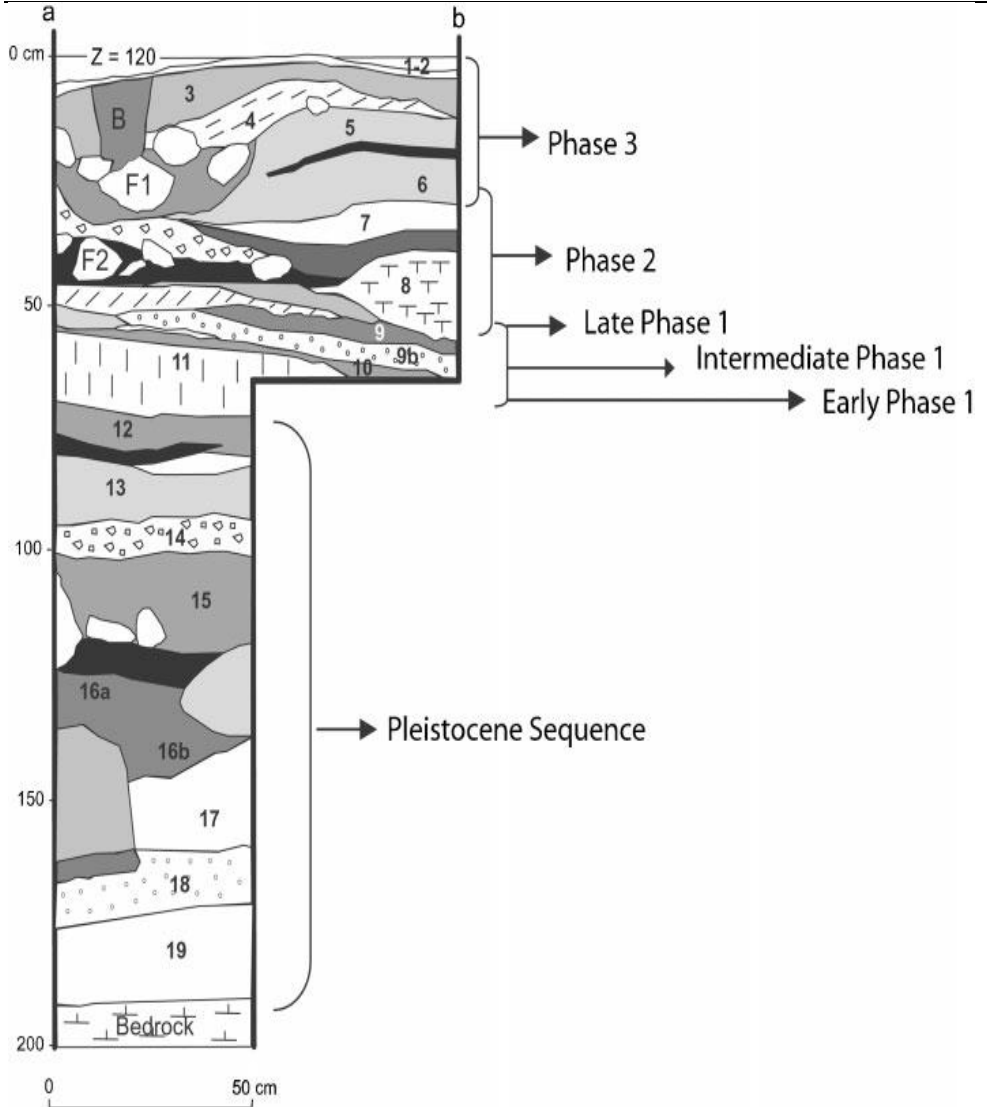 a
b
0 cm
Z = 120
1-2
3
B
4
5
Phase 3
F1
6
7
F2
Phase 2
8
50
9
Late Phase 1
9b
11
10
Intermediate Phase 1
Early Phase 1
12
13
14
100
15
16a
Pleistocene Sequence
16b
150
17
18
19
Bedrock
200
0
50 cm